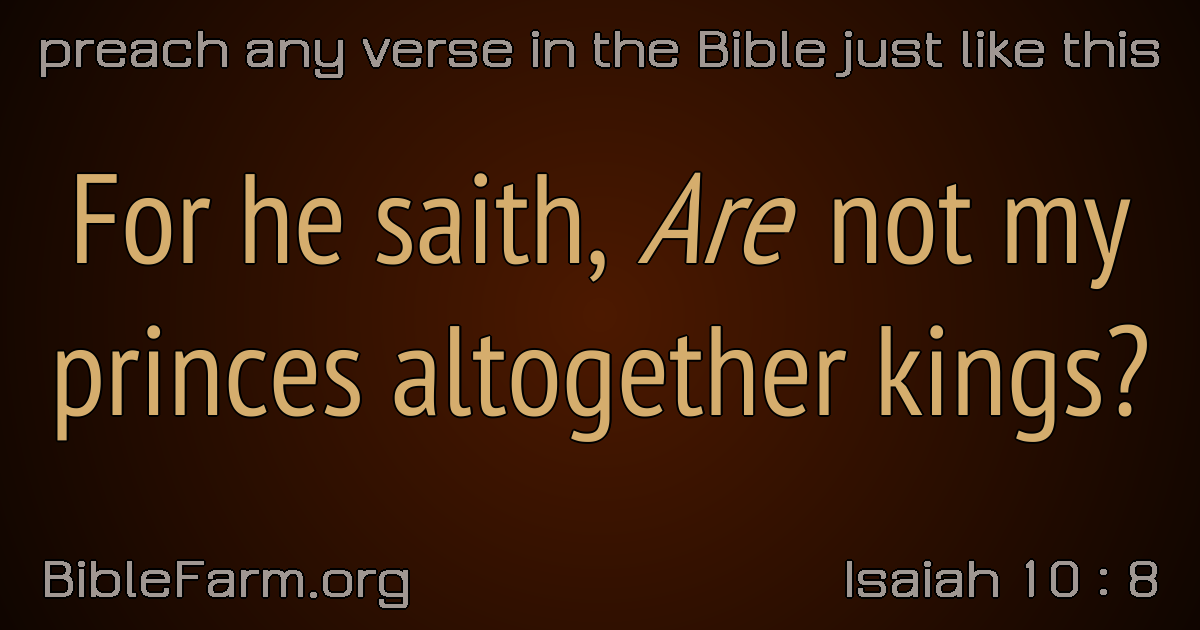 preach any verse in the Bible just like this
For he saith, Are not my
princes altogether kings?
BibleFarm.org
Isaiah 10 : 8